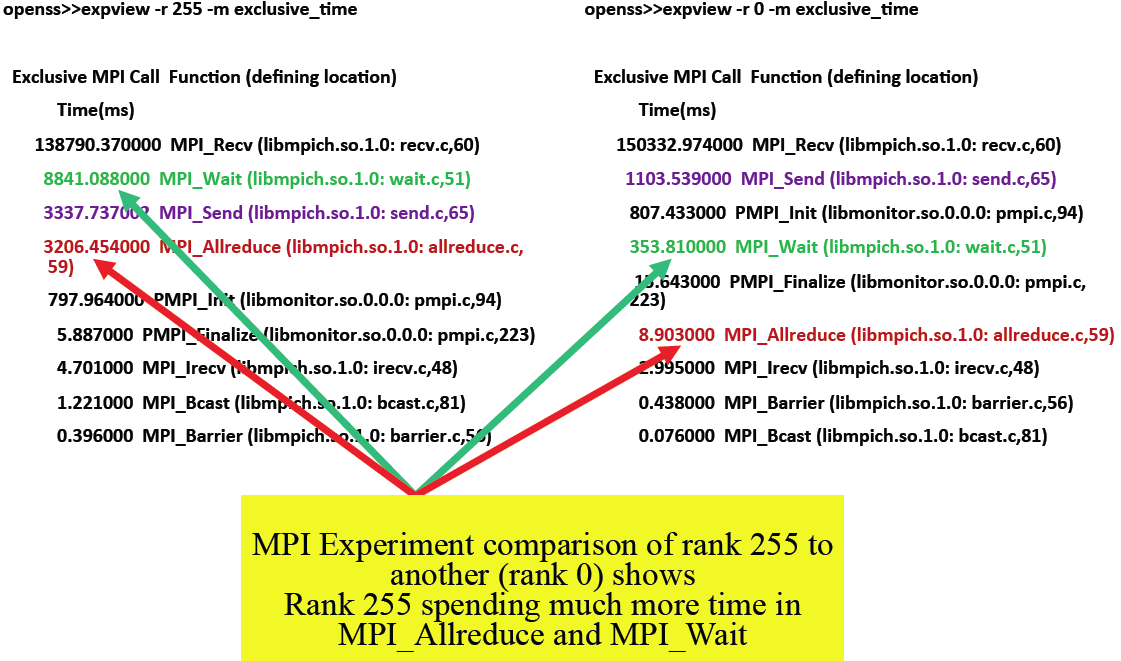 openss>>expview -r 255 -m exclusive_time
Exclusive MPI Call  Function (defining location)
Time(ms)
138790.370000  MPI_Recv (libmpich.so.1.0: recv.c,60)
8841.088000  MPI_Wait (libmpich.so.1.0: wait.c,51)
3337.737002  MPI_Send (libmpich.so.1.0: send.c,65)
3206.454000  MPI_Allreduce (libmpich.so.1.0: allreduce.c,
59)
797.964000  PMPI_Init (libmonitor.so.0.0.0: pmpi.c,94)
5.887000  PMPI_Finalize (libmonitor.so.0.0.0: pmpi.c,223)
4.701000  MPI_Irecv (libmpich.so.1.0: irecv.c,48)
1.221000  MPI_Bcast (libmpich.so.1.0: bcast.c,81)
0.396000  MPI_Barrier (libmpich.so.1.0: barrier.c,56)
openss>>expview -r 0 -m exclusive_time
Exclusive MPI Call  Function (defining location)
Time(ms)
150332.974000  MPI_Recv (libmpich.so.1.0: recv.c,60)
1103.539000  MPI_Send (libmpich.so.1.0: send.c,65)
807.433000  PMPI_Init (libmonitor.so.0.0.0: pmpi.c,94)
353.810000  MPI_Wait (libmpich.so.1.0: wait.c,51)
PMPI_Finalize (libmonitor.so.0.0.0: pmpi.c,
223)
8.903000  MPI_Allreduce (libmpich.so.1.0: allreduce.c,59)
2.995000  MPI_Irecv (libmpich.so.1.0: irecv.c,48)
0.438000  MPI_Barrier (libmpich.so.1.0: barrier.c,56)
0.076000  MPI_Bcast (libmpich.so.1.0: bcast.c,81)
MPI Experiment comparison of rank 255 to
another (rank 0) shows
Rank 255 spending much more time in
MPI_Allreduce and MPI_Wait